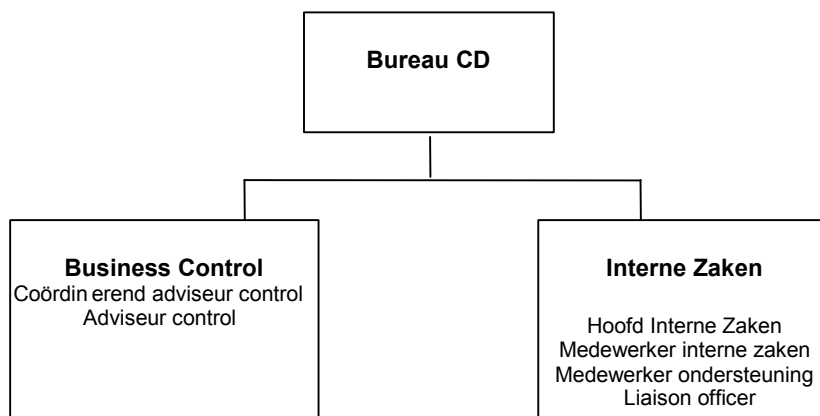 Bureau CD
Business Control
Coördin erend adviseur control
Adviseur control
Interne Zaken
Hoofd Interne Zaken
Medewerker interne zaken
Medewerker ondersteuning
Liaison officer